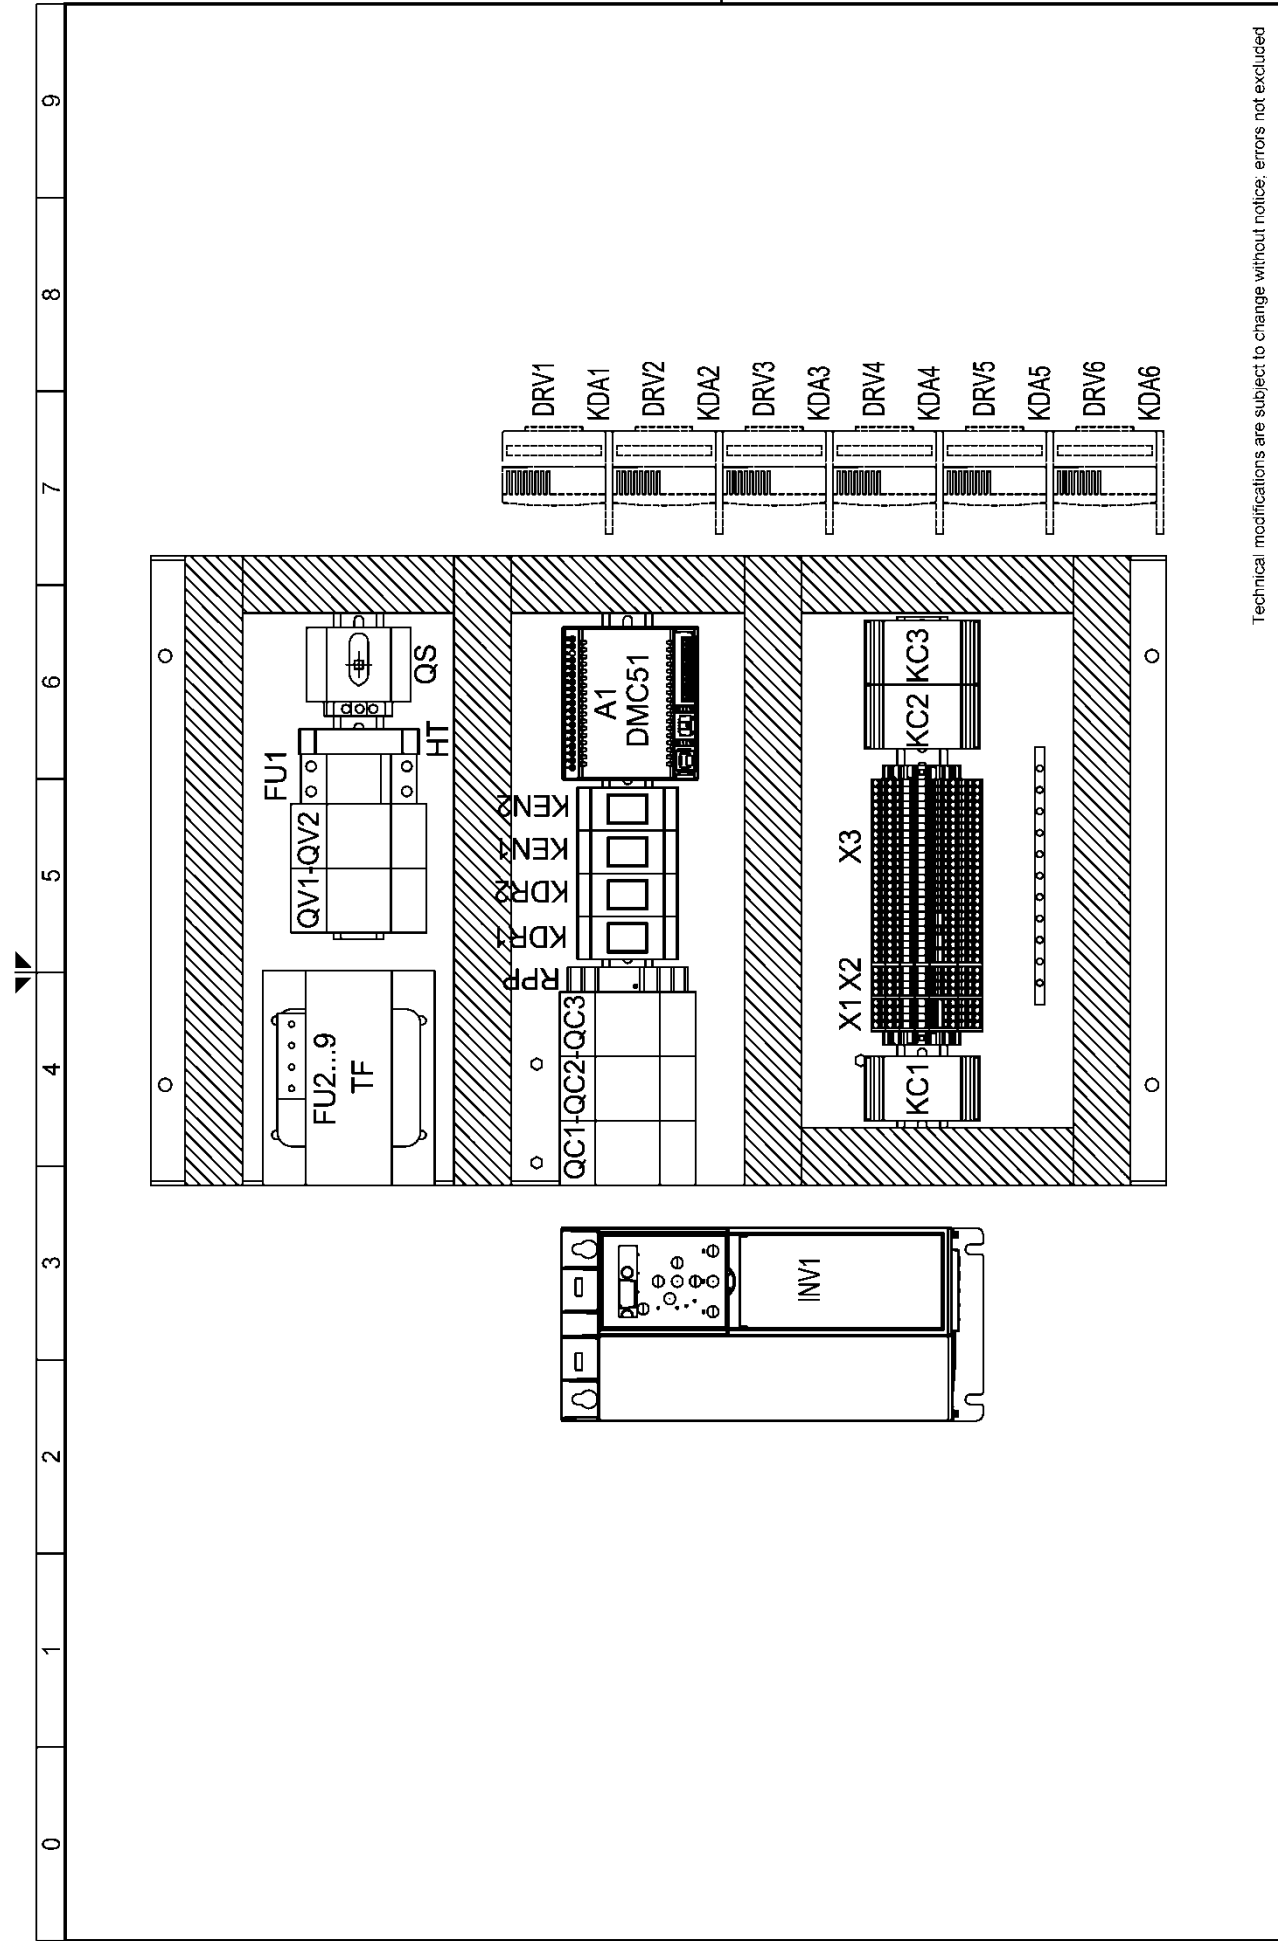 0 1 2 3 4 5 6 7 8 9
FU1
QV1-QV2
FU2...9
TF
HT
QS
QC1-QC2-QC3
RPP
KDR1
KDR2
KEN1
KEN2
A1
DMC51
DRV1
KDA1
DRV2
KDA2
DRV3
KDA3
DRV4
KDA4
DRV5
KDA5
DRV6
KDA6
X1 X2
X3
KC1
KC2
KC3
INV1
Technical modifications are subject to change without notice; errors not excluded